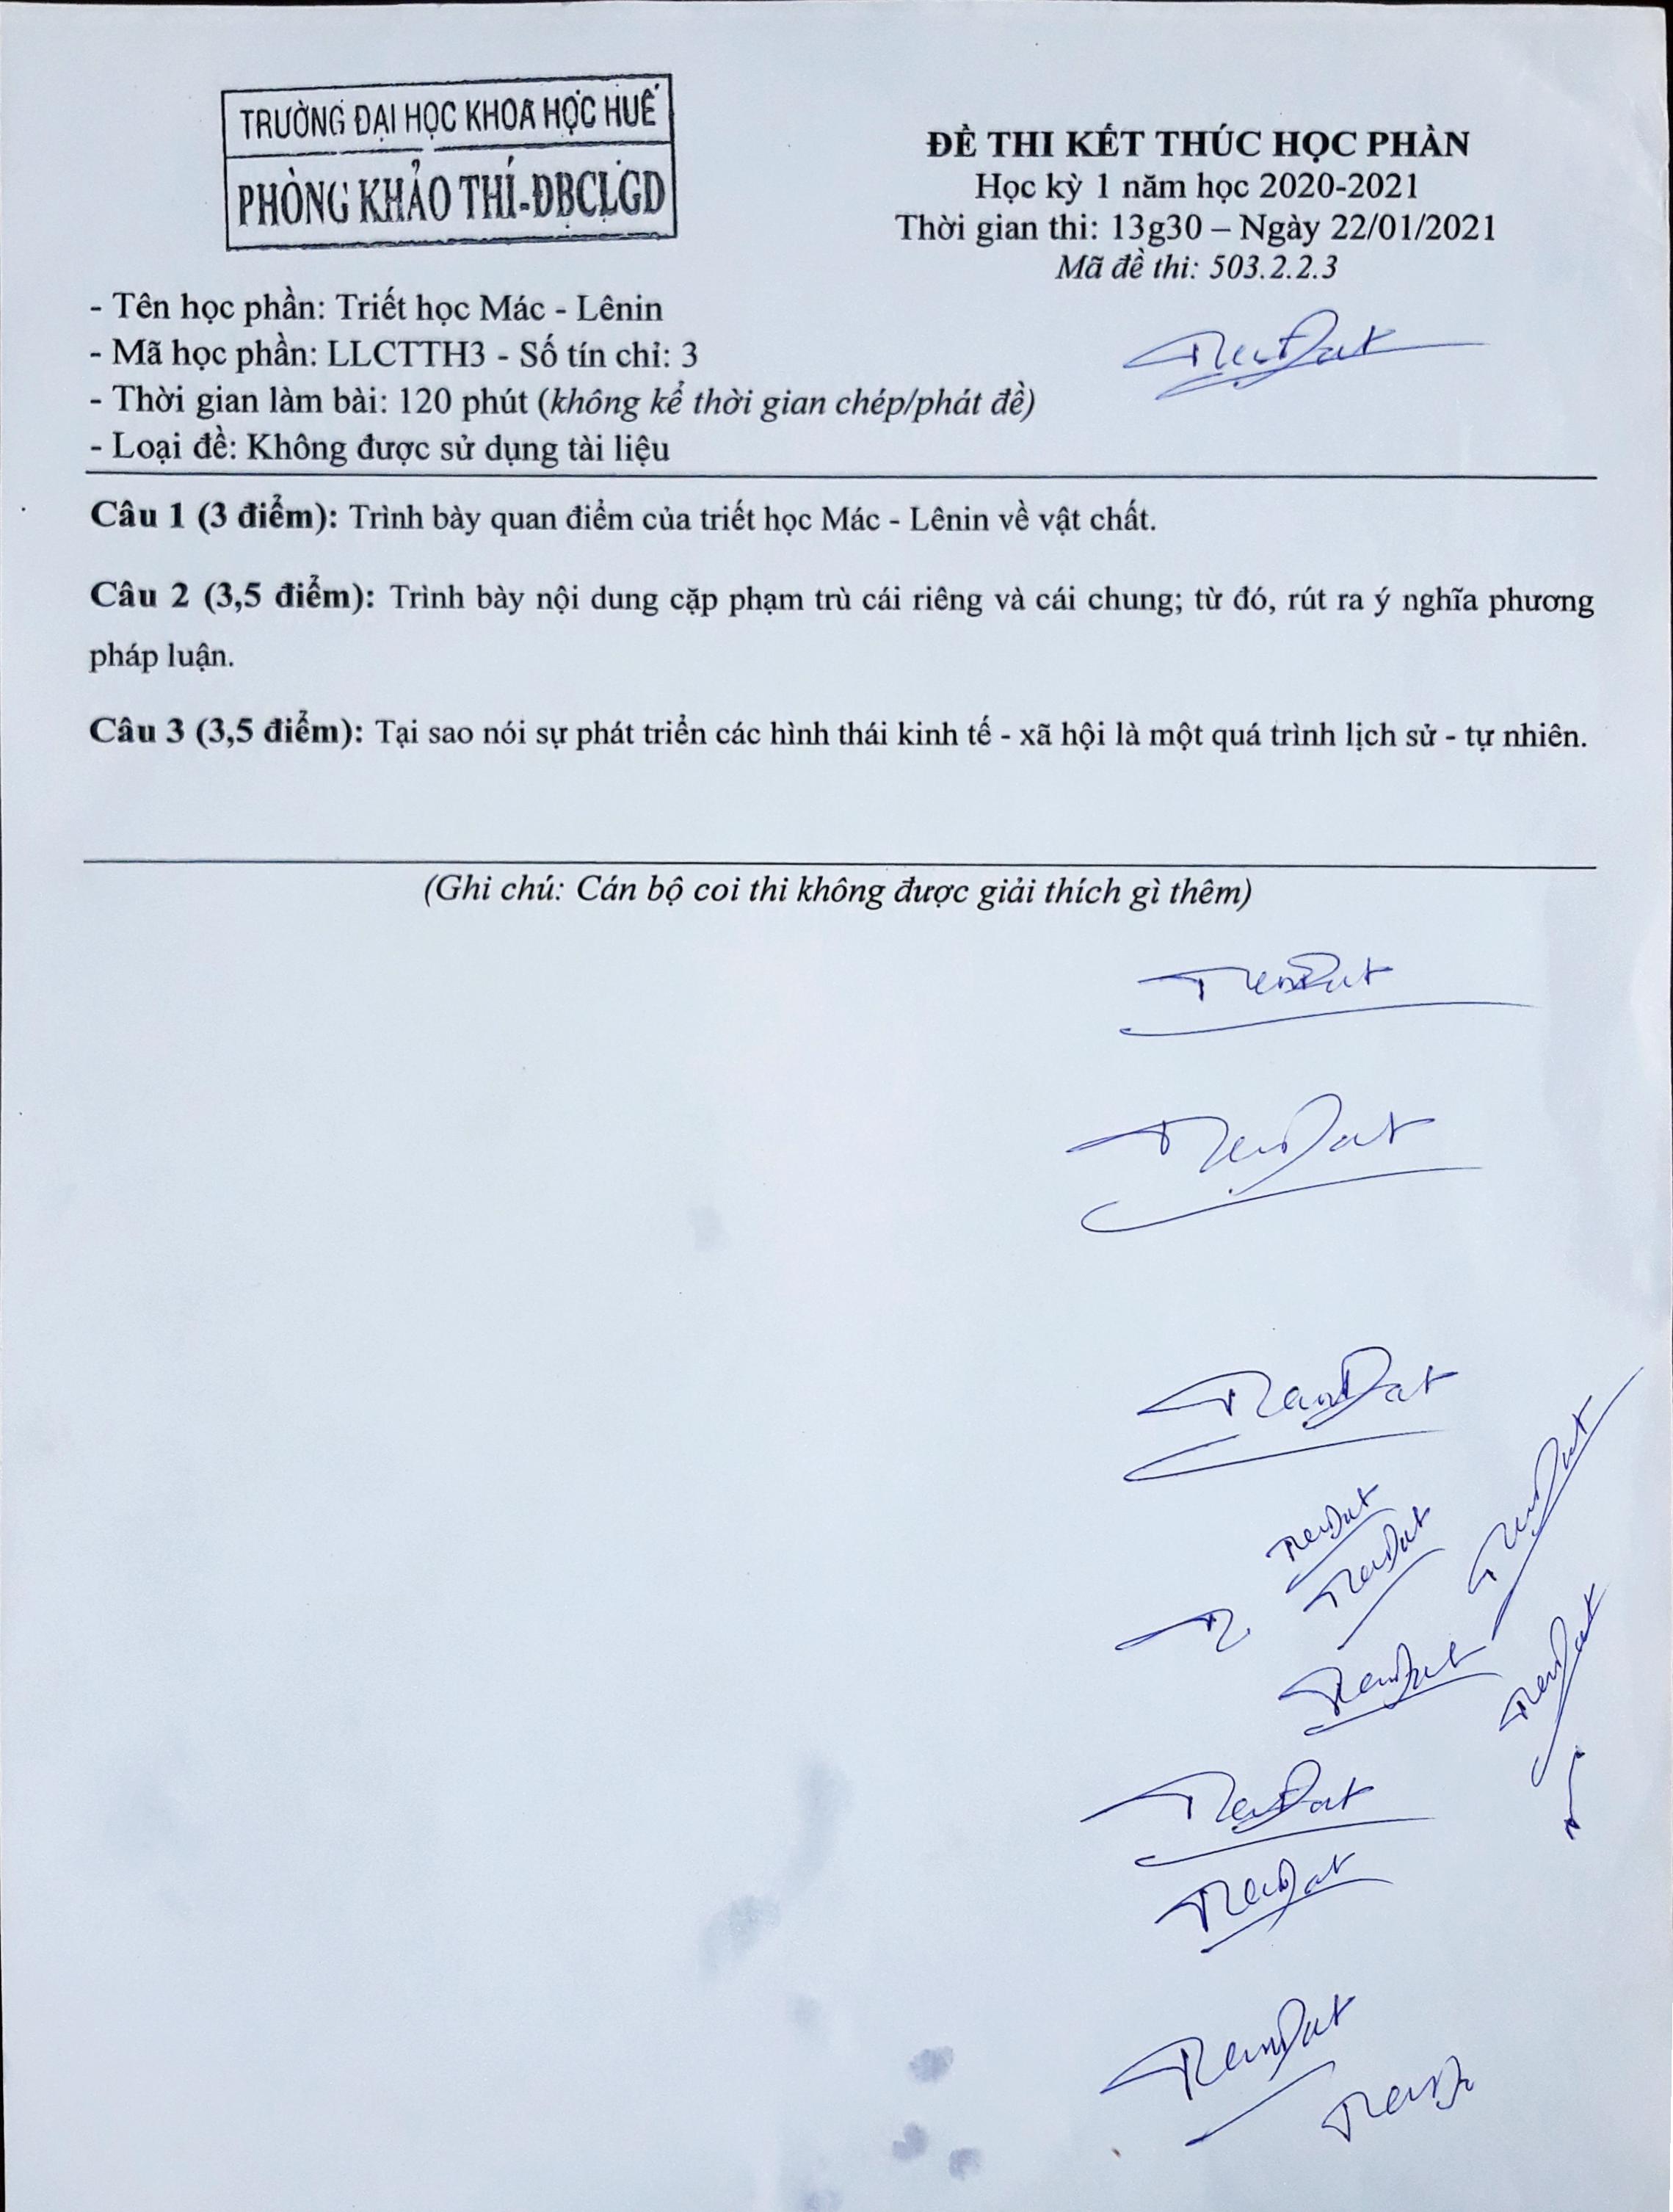 TRƯỜNG ĐẠI HỌC KHOA HỌC HUẾ
PHÒNG KHẢO THÍ-ĐBCLGD
ĐỀ THI KẾT THÚC HỌC PHẦN
Học kỳ 1 năm học 2020-2021
Thời gian thi: 13g30 – Ngày 22/01/2021
Mã đề thi: 503.2.2.3
- Tên học phần: Triết học Mác - Lênin
- Mã học phần: LLCTTH3 - Số tín chỉ: 3
- Thời gian làm bài: 120 phút (không kể thời gian chép/phát đề)
- Loại đề: Không được sử dụng tài liệu
Câu 1 (3 điểm): Trình bày quan điểm của triết học Mác - Lênin về vật chất.
Câu 2 (3,5 điểm): Trình bày nội dung cặp phạm trù cái riêng và cái chung; từ đó, rút ra ý nghĩa phương
pháp luận.
Câu 3 (3,5 điểm): Tại sao nói sự phát triển các hình thái kinh tế - xã hội là một quá trình lịch sử - tự nhiên.
(Ghi chú: Cán bộ coi thi không được giải thích gì thêm)